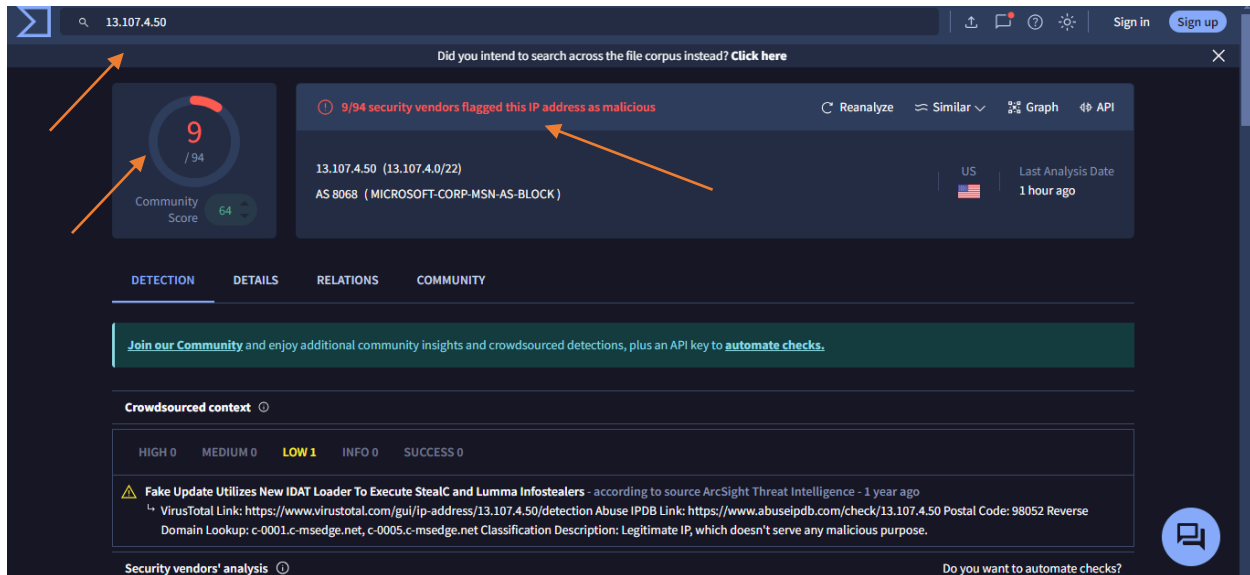 13.107.4.50
Sign in
Sign up
Did you intend to search across the file corpus instead? Click here
9
/ 94
Community
Score
64
9/94 security vendors flagged this IP address as malicious
Reanalyze
Similar
Graph
API
13.107.4.50 (13.107.4.0/22)
AS 8068 ( MICROSOFT-CORP-MSN-AS-BLOCK )
US
Last Analysis Date
1 hour ago
DETECTION
DETAILS
RELATIONS
COMMUNITY
Join our Community and enjoy additional community insights and crowdsourced detections, plus an API key to automate checks.
Crowdsourced context
HIGH 0
MEDIUM 0
LOW 1
INFO 0
SUCCESS 0
Fake Update Utilizes New IDAT Loader To Execute StealC and Lumma Infostealers - according to source ArcSight Threat Intelligence - 1 year ago
VirusTotal Link: https://www.virustotal.com/gui/ip-address/13.107.4.50/detection Abuse IPDB Link: https://www.abuseipdb.com/check/13.107.4.50 Postal Code: 98052 Reverse
Domain Lookup: c-0001.c-msedge.net, c-0005.c-msedge.net Classification Description: Legitimate IP, which doesn't serve any malicious purpose.
Security vendors' analysis
Do you want to automate checks?